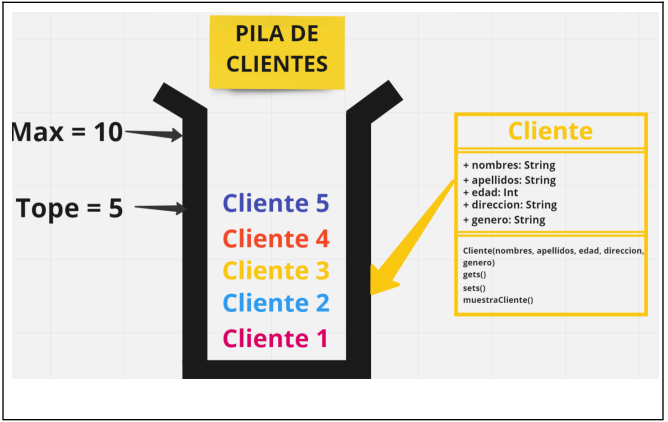 PILA DE
CLIENTES
Max = 10
Tope = 5
Cliente 5
Cliente 4
Cliente 3
Cliente 2
Cliente 1
Cliente
+ nombres: String
+ apellidos: String
+ edad: Int
+ direccion: String
+ genero: String
Cliente(nombres, apellidos, edad, direccion,
genero)
gets()
sets()
muestraCliente()